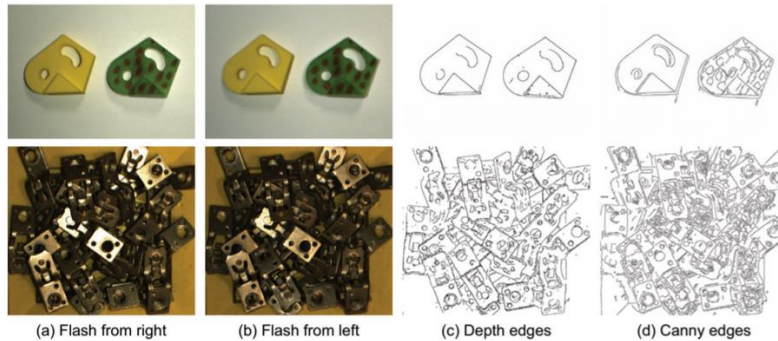 (a) Flash from right
(b) Flash from left
(c) Depth edges
(d) Canny edges